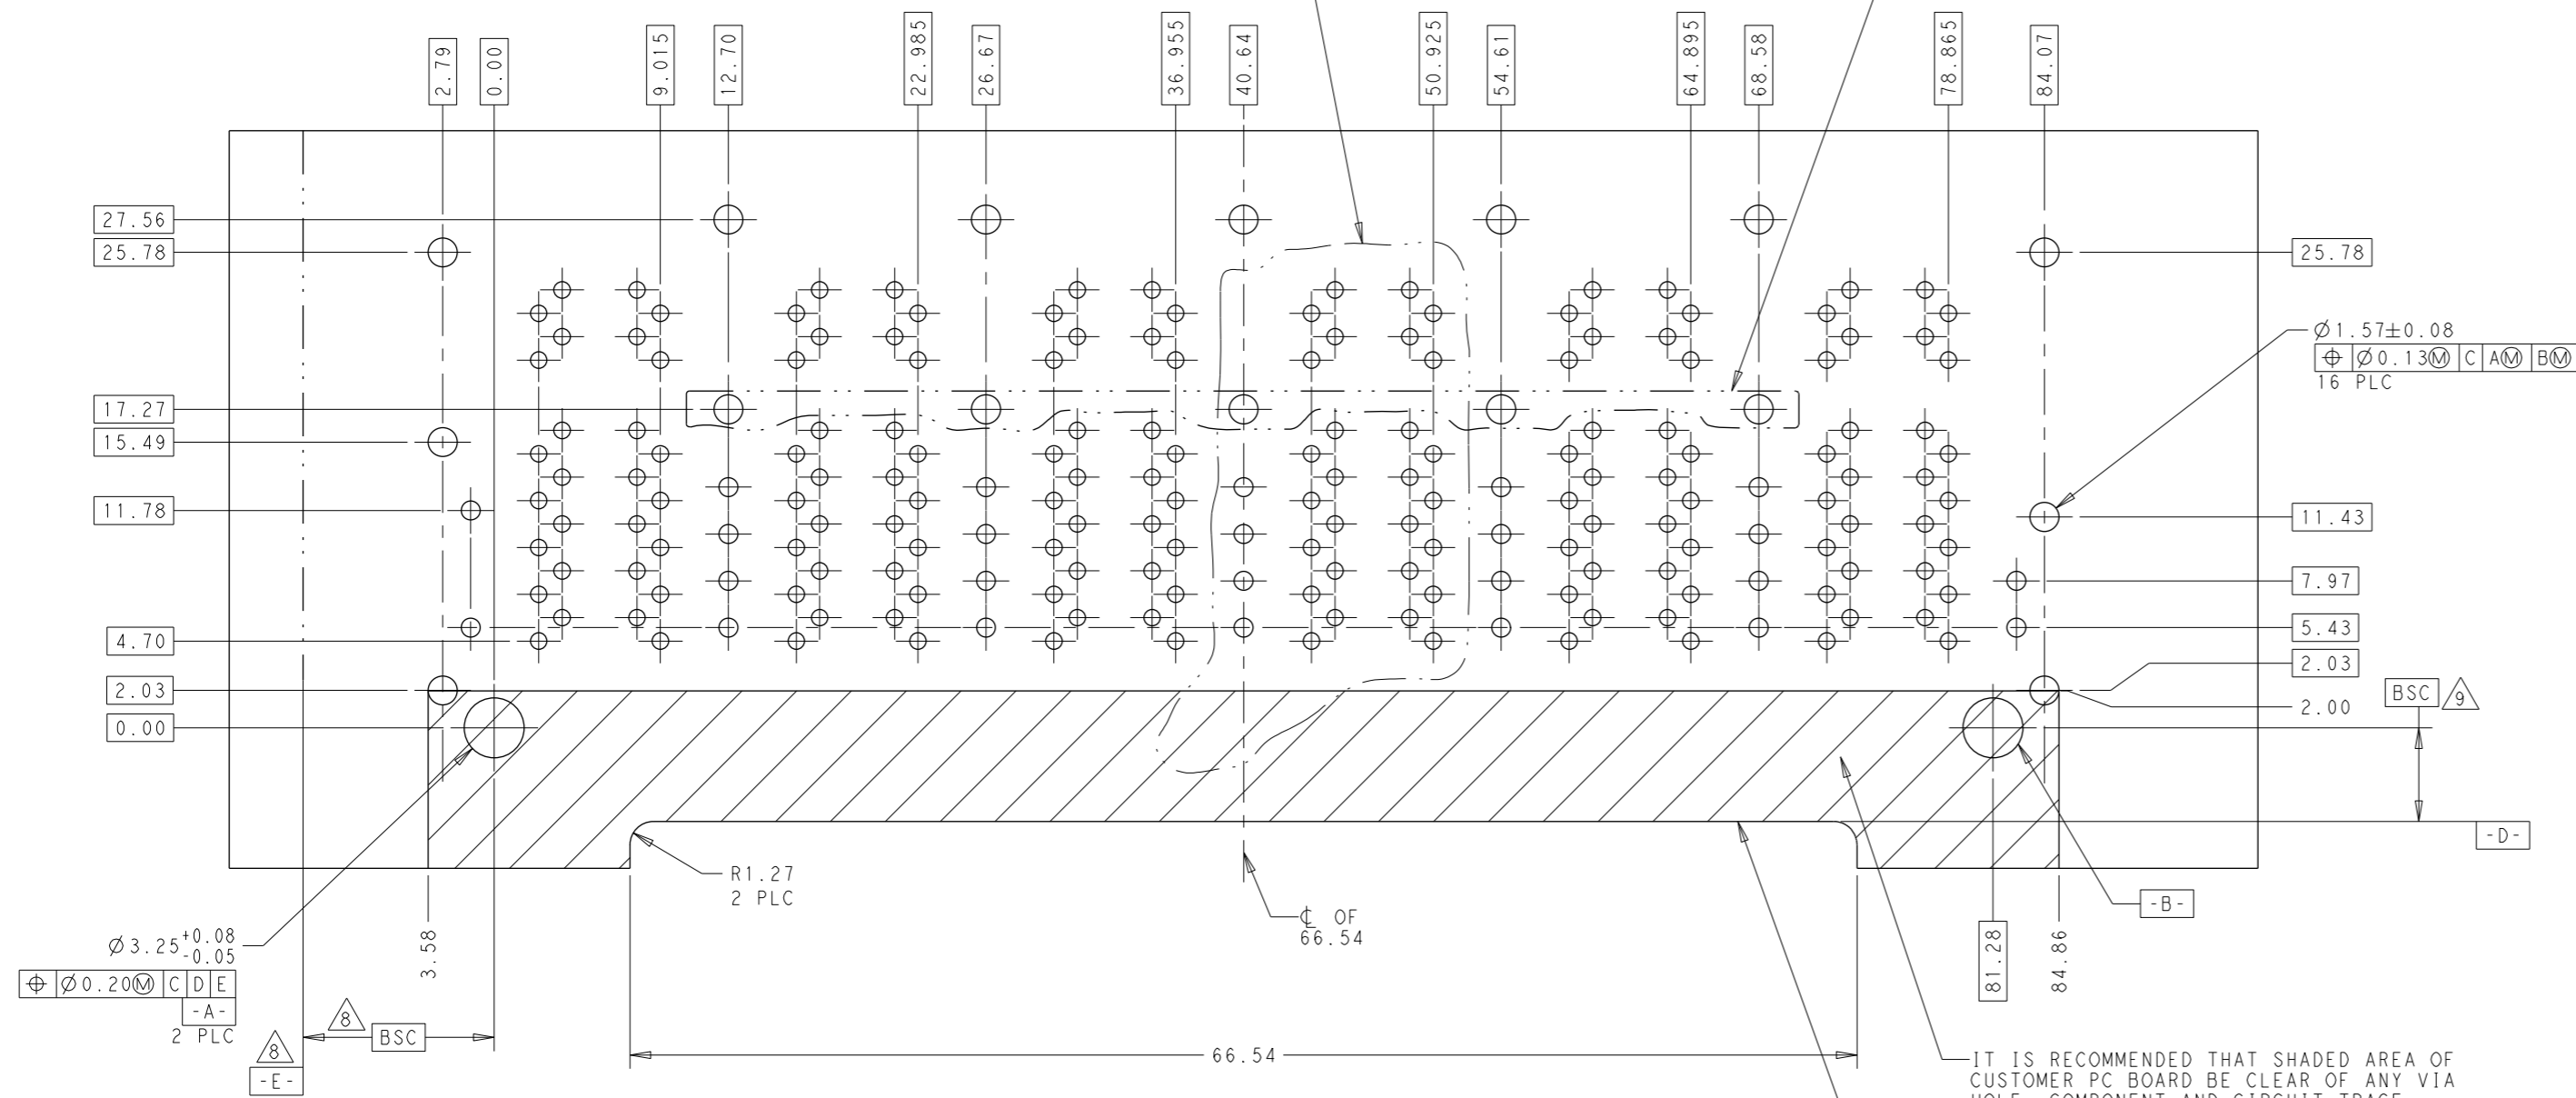 2.79
0.00
9.015
12.70
22.985
26.67
36.955
40.64
50.925
54.61
64.895
68.58
78.865
84.07
27.56
25.78
17.27
15.49
11.78
4.70
2.03
0.00
25.78
Ø1.57±0.08
⌖ Ø0.13Ⓜ C AⓂ BⓂ
16 PLC
11.43
7.97
5.43
2.03
2.00
BSC 9
-D-
R1.27
2 PLC
℄ OF
66.54
-B-
Ø3.25 +0.08
-0.05
⌖ Ø0.20Ⓜ C D E
-A-
2 PLC
3.58
81.28
84.86
8
BSC
8
-E-
66.54
IT IS RECOMMENDED THAT SHADED AREA OF
CUSTOMER PC BOARD BE CLEAR OF ANY VIA
HOLE, COMPONENT AND CIRCUIT TRACE